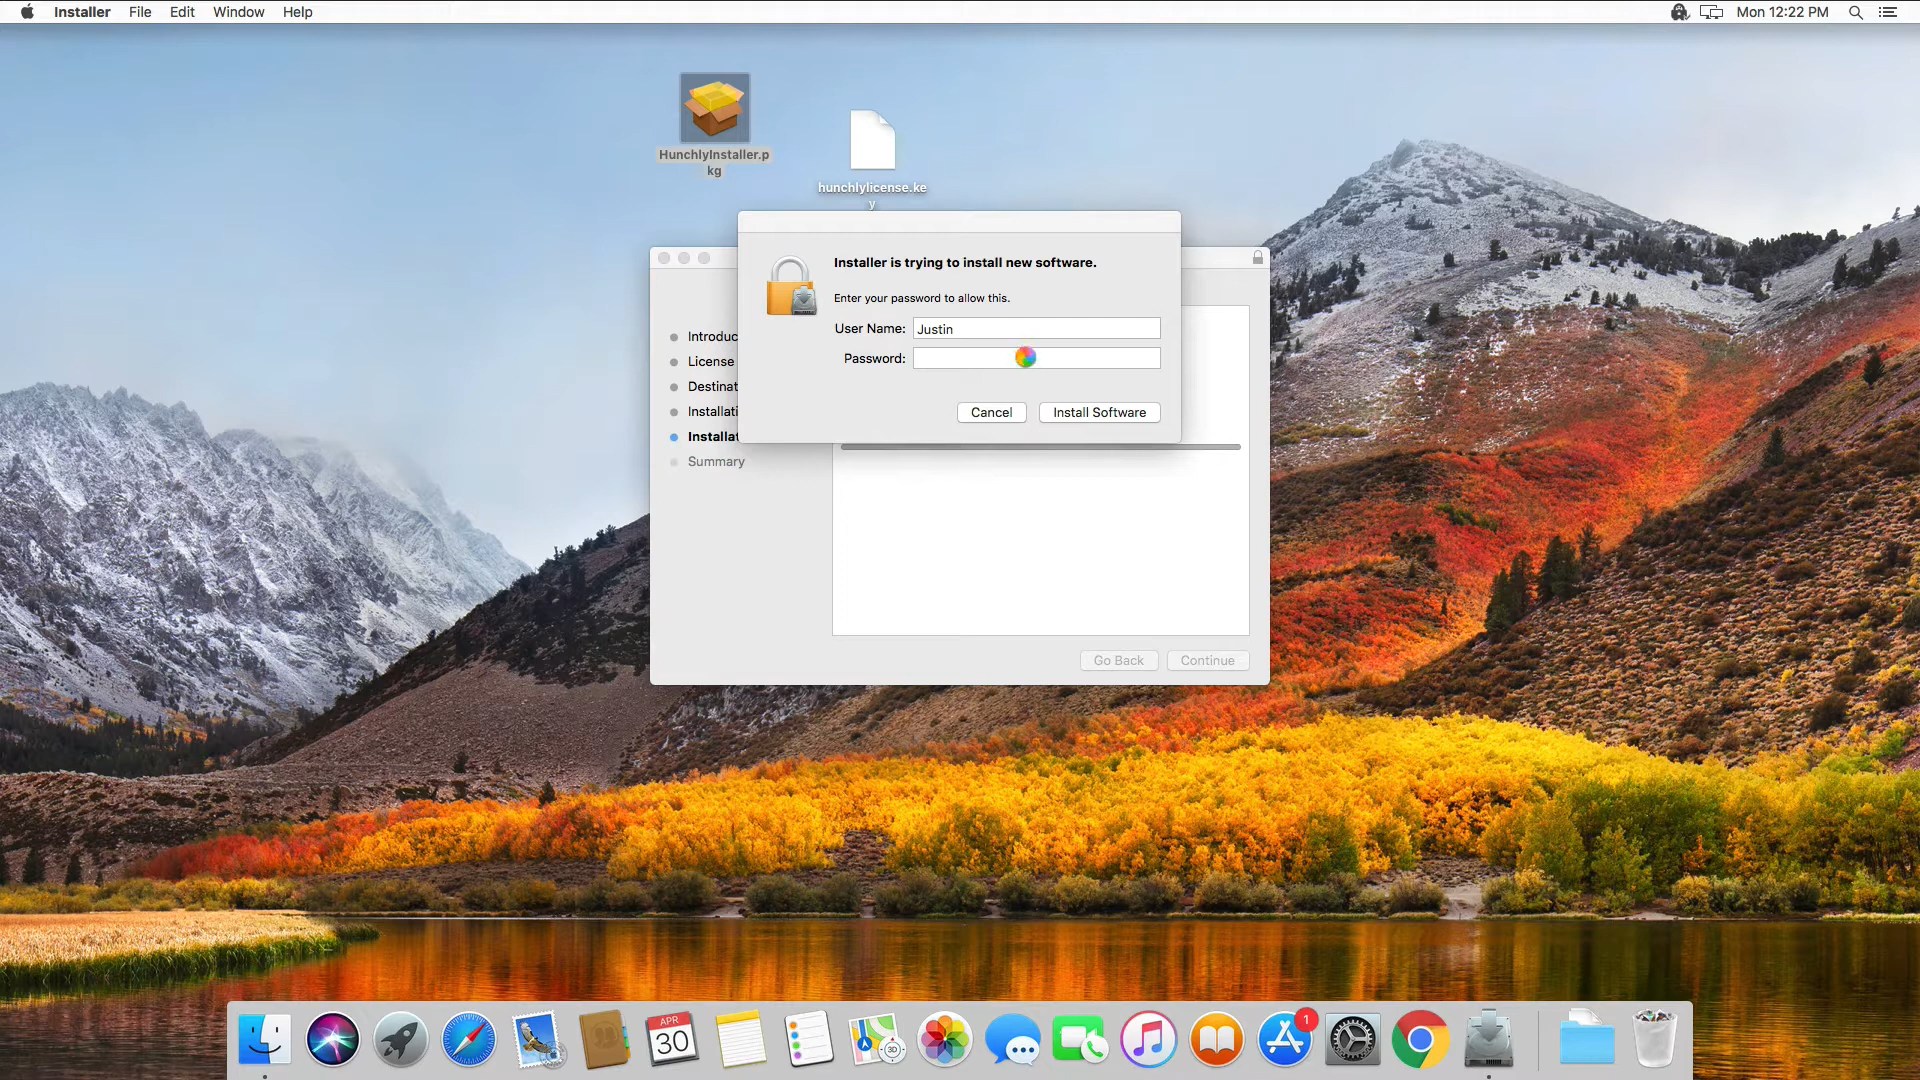 Installer File Edit Window Help Mon 12:22 PM
HunchlyInstaller.p
kg
hunchlylicense.ke
y
Installer is trying to install new software.
Enter your password to allow this.
User Name: Justin
Password:
Cancel Install Software
Introduc
License
Destinat
Installati
Installat
Summary
Go Back Continue
APR
30
3D
1